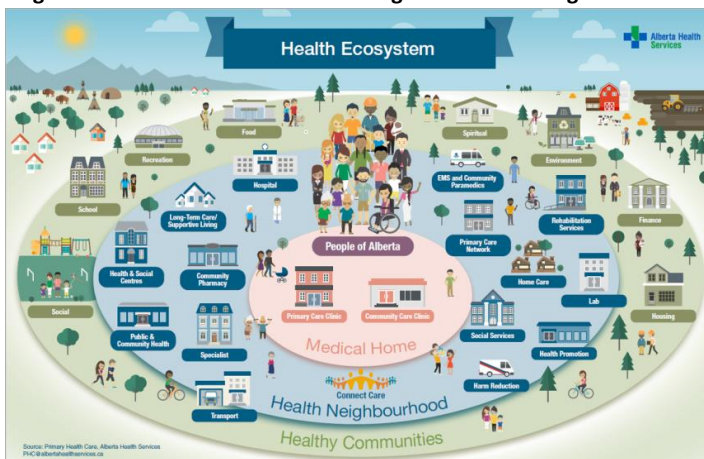 Health Ecosystem
Alberta Health
Services
Food
Spiritual
Recreation
Hospital
EMS and Community
Paramedics
Environment
School
Long-Term Care/
Supportive Living
Rehabilitation
Services
Finance
Primary Care
Network
People of Alberta
Health & Social
Centres
Community
Pharmacy
Home Care
Lab
Social
Primary Care Clinic
Community Care Clinic
Housing
Public &
Community Health
Specialist
Medical Home
Social Services
Health Promotion
Connect Care
Harm Reduction
Transport
Health Neighbourhood
Healthy Communities
Source: Primary Health Care, Alberta Health Services
PHC@albertahealthservices.ca